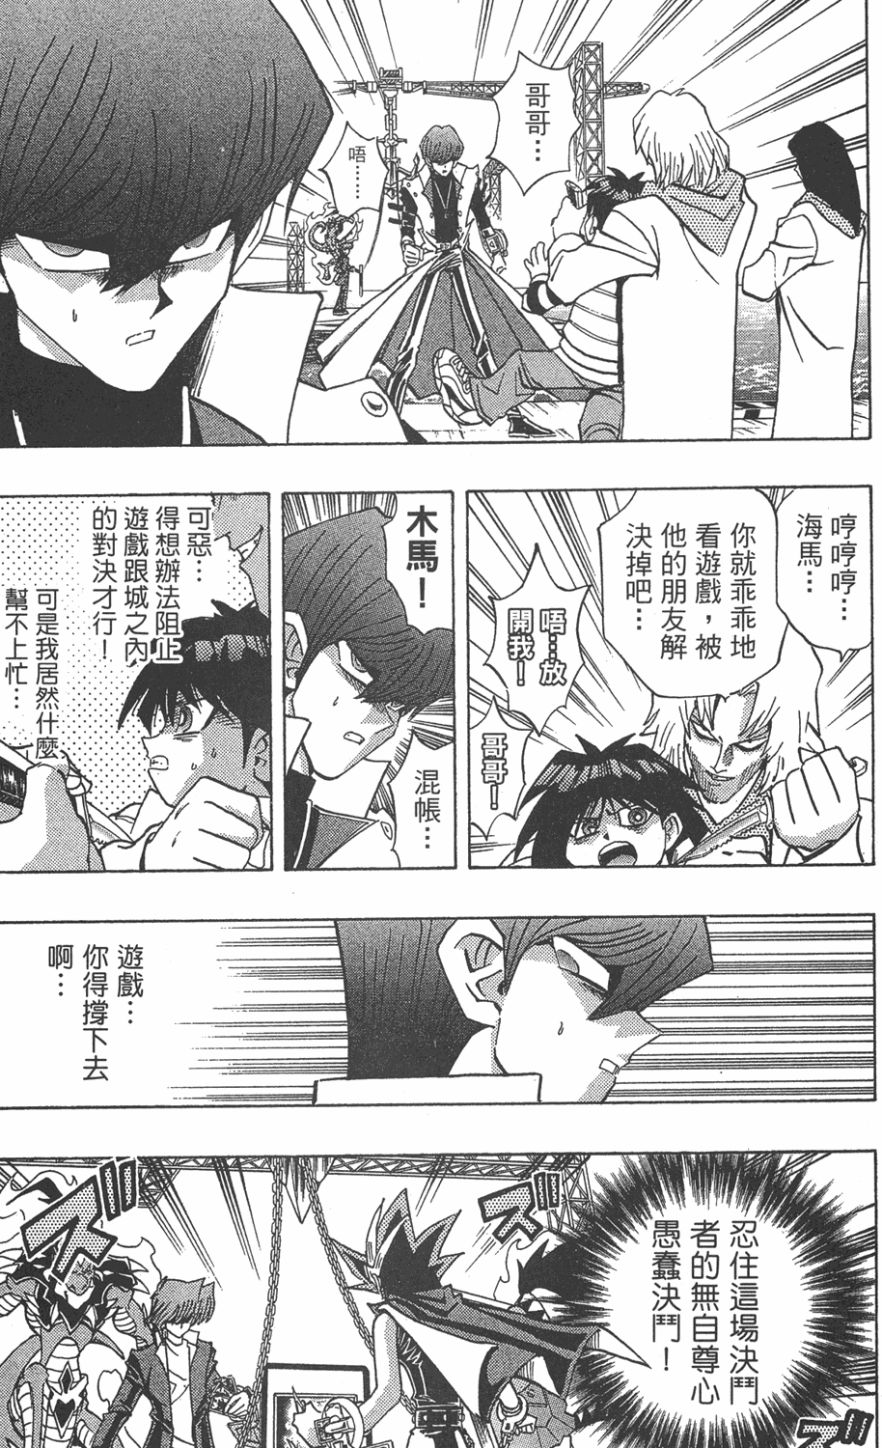 哥哥…
唔……
哼哼哼…
海馬…
你就乖乖地
看遊戲，被
他的朋友解
決掉吧…
唔…放
開我！
哥哥！
木馬！
混帳…
可惡…
得想辦法阻止
遊戲跟城之內
的對決才行！
可是我居然什麼
幫不上忙…
遊戲…
你得撐下去
啊…
忍住這場決鬥
者的無自尊心
愚蠢決鬥！
ズ
ズ
ズズ